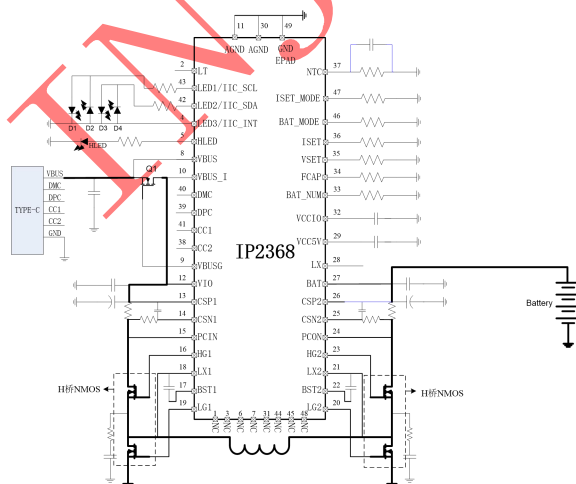 11 30 49
AGND AGND GND
EPAD
2 LT
43 LED1/IIC_SCL
42 LED2/IIC_SDA
4 LED3/IIC_INT
5 HLED
8 VBUS
10 VBUS_I
40 DMC
39 DPC
41 CC1
38 CC2
9 VBUSG
12 VIO
13 CSP1
14 CSN1
15 PCIN
16 HG1
18 LX1
17 BST1
19 LG1
IP2368
NTC 37
ISET_MODE 47
BAT_MODE 46
ISET 36
VSET 35
FCAP 34
BAT_NUM 33
VCCIO 32
VCC5V 29
LX 28
BAT 27
CSP2 26
CSN2 25
PCON 24
HG2 23
LX2 21
BST2 22
LG2 20
1 3 6 7 31 44 45 48
NC NC NC NC NC NC NC NC
D1 D2 D3 D4
HLED
Q1
TYPE-C
VBUS
DMC
DPC
CC1
CC2
GND
Battery
H桥NMOS
H桥NMOS